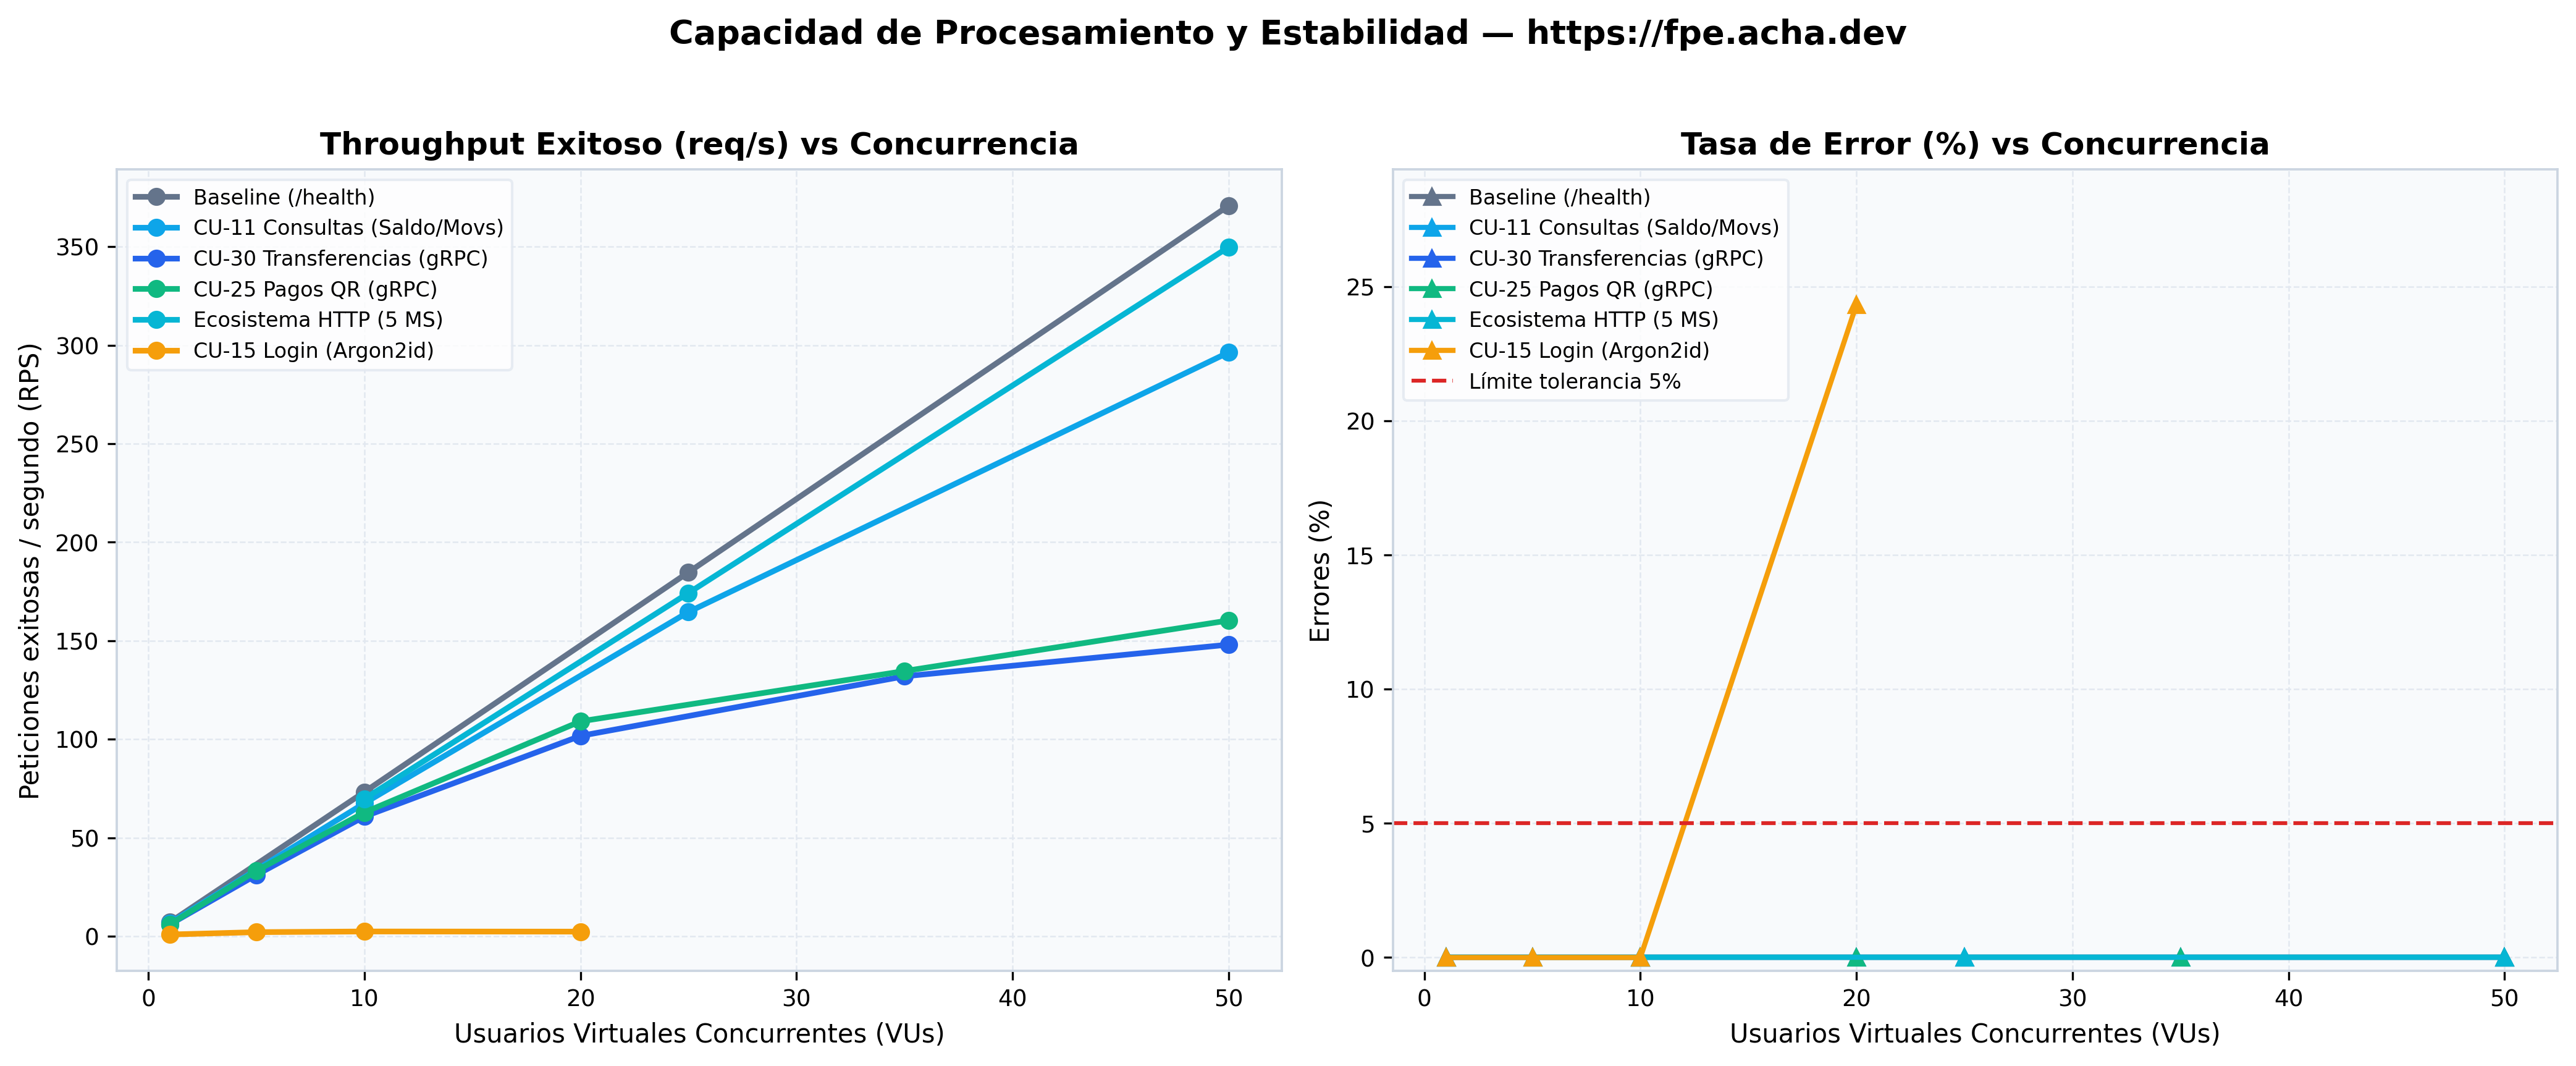 Capacidad de Procesamiento y Estabilidad — https://fpe.acha.dev
Throughput Exitoso (req/s) vs Concurrencia
Baseline (/health)
CU-11 Consultas (Saldo/Movs)
CU-30 Transferencias (gRPC)
CU-25 Pagos QR (gRPC)
Ecosistema HTTP (5 MS)
CU-15 Login (Argon2id)
Peticiones exitosas / segundo (RPS)
350
300
250
200
150
100
50
0
0 10 20 30 40 50
Usuarios Virtuales Concurrentes (VUs)
Tasa de Error (%) vs Concurrencia
Baseline (/health)
CU-11 Consultas (Saldo/Movs)
CU-30 Transferencias (gRPC)
CU-25 Pagos QR (gRPC)
Ecosistema HTTP (5 MS)
CU-15 Login (Argon2id)
Límite tolerancia 5%
Errores (%)
25
20
15
10
5
0
0 10 20 30 40 50
Usuarios Virtuales Concurrentes (VUs)